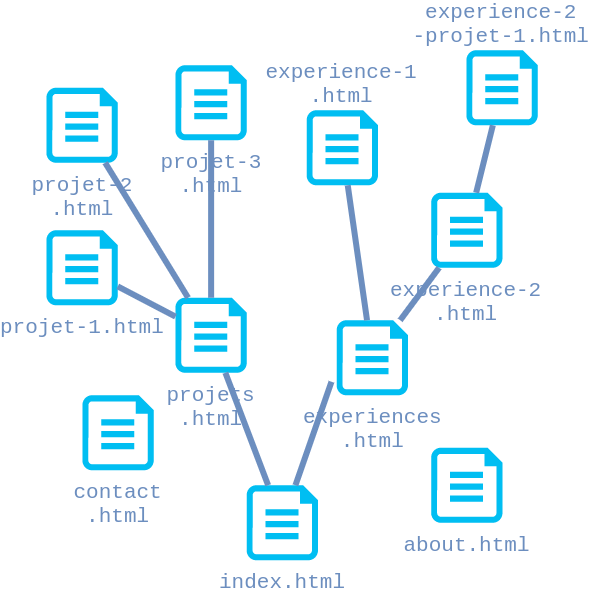 experience-2
-projet-1.html
experience-1
.html
projet-3
.html
projet-2
.html
experience-2
.html
projet-1.html
projets
.html
experiences
.html
contact
.html
about.html
index.html